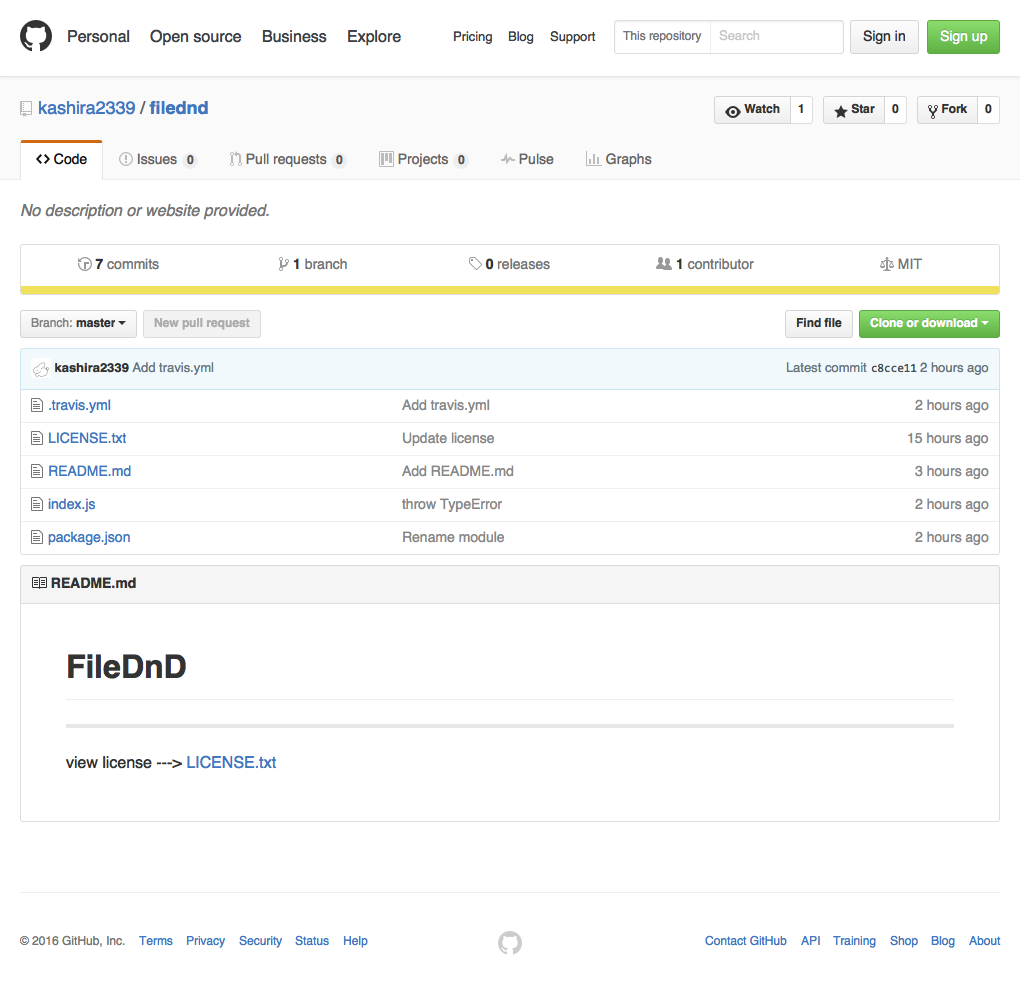 Personal Open source Business Explore Pricing Blog Support This repository Search Sign in Sign up
kashira2339 / filednd Watch 1 Star 0 Fork 0
Code Issues 0 Pull requests 0 Projects 0 Pulse Graphs
No description or website provided.
7 commits 1 branch 0 releases 1 contributor MIT
Branch: master New pull request Find file Clone or download
kashira2339 Add travis.yml Latest commit c8cce11 2 hours ago
.travis.yml Add travis.yml 2 hours ago
LICENSE.txt Update license 15 hours ago
README.md Add README.md 3 hours ago
index.js throw TypeError 2 hours ago
package.json Rename module 2 hours ago
README.md
FileDnD
view license ---> LICENSE.txt
© 2016 GitHub, Inc. Terms Privacy Security Status Help Contact GitHub API Training Shop Blog About